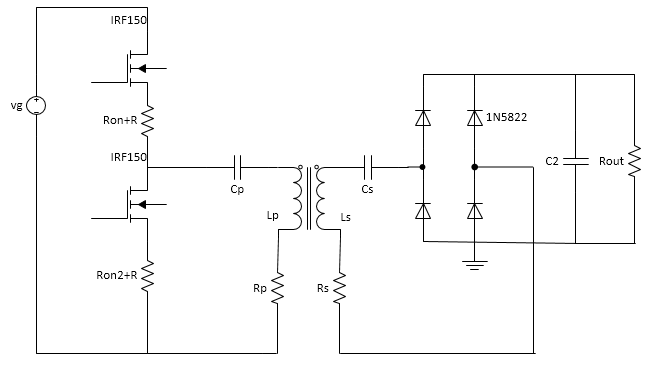 IRF150
vg
Ron+R
IRF150
1N5822
C2
Rout
Cp
Cs
Lp
Ls
Ron2+R
Rp
Rs